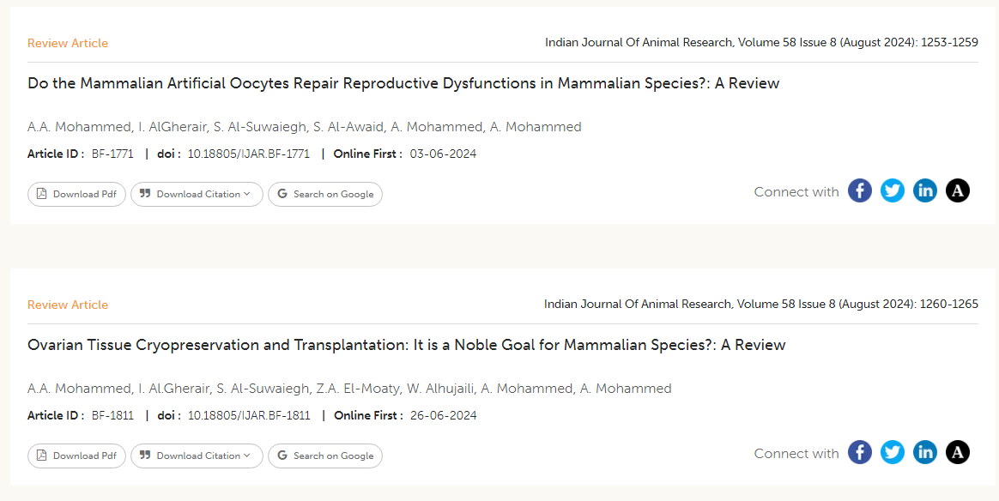 Review Article
Indian Journal Of Animal Research, Volume 58 Issue 8 (August 2024): 1253-1259
Do the Mammalian Artificial Oocytes Repair Reproductive Dysfunctions in Mammalian Species?: A Review
A.A. Mohammed, I. AlGherair, S. Al-Suwaiegh, S. Al-Awaid, A. Mohammed, A. Mohammed
Article ID : BF-1771 | doi : 10.18805/IJAR.BF-1771 | Online First : 03-06-2024
Download Pdf Download Citation Search on Google
Connect with
Review Article
Indian Journal Of Animal Research, Volume 58 Issue 8 (August 2024): 1260-1265
Ovarian Tissue Cryopreservation and Transplantation: It is a Noble Goal for Mammalian Species?: A Review
A.A. Mohammed, I. Al.Gherair, S. Al-Suwaiegh, Z.A. El-Moaty, W. Alhujaili, A. Mohammed, A. Mohammed
Article ID : BF-1811 | doi : 10.18805/IJAR.BF-1811 | Online First : 26-06-2024
Download Pdf Download Citation Search on Google
Connect with